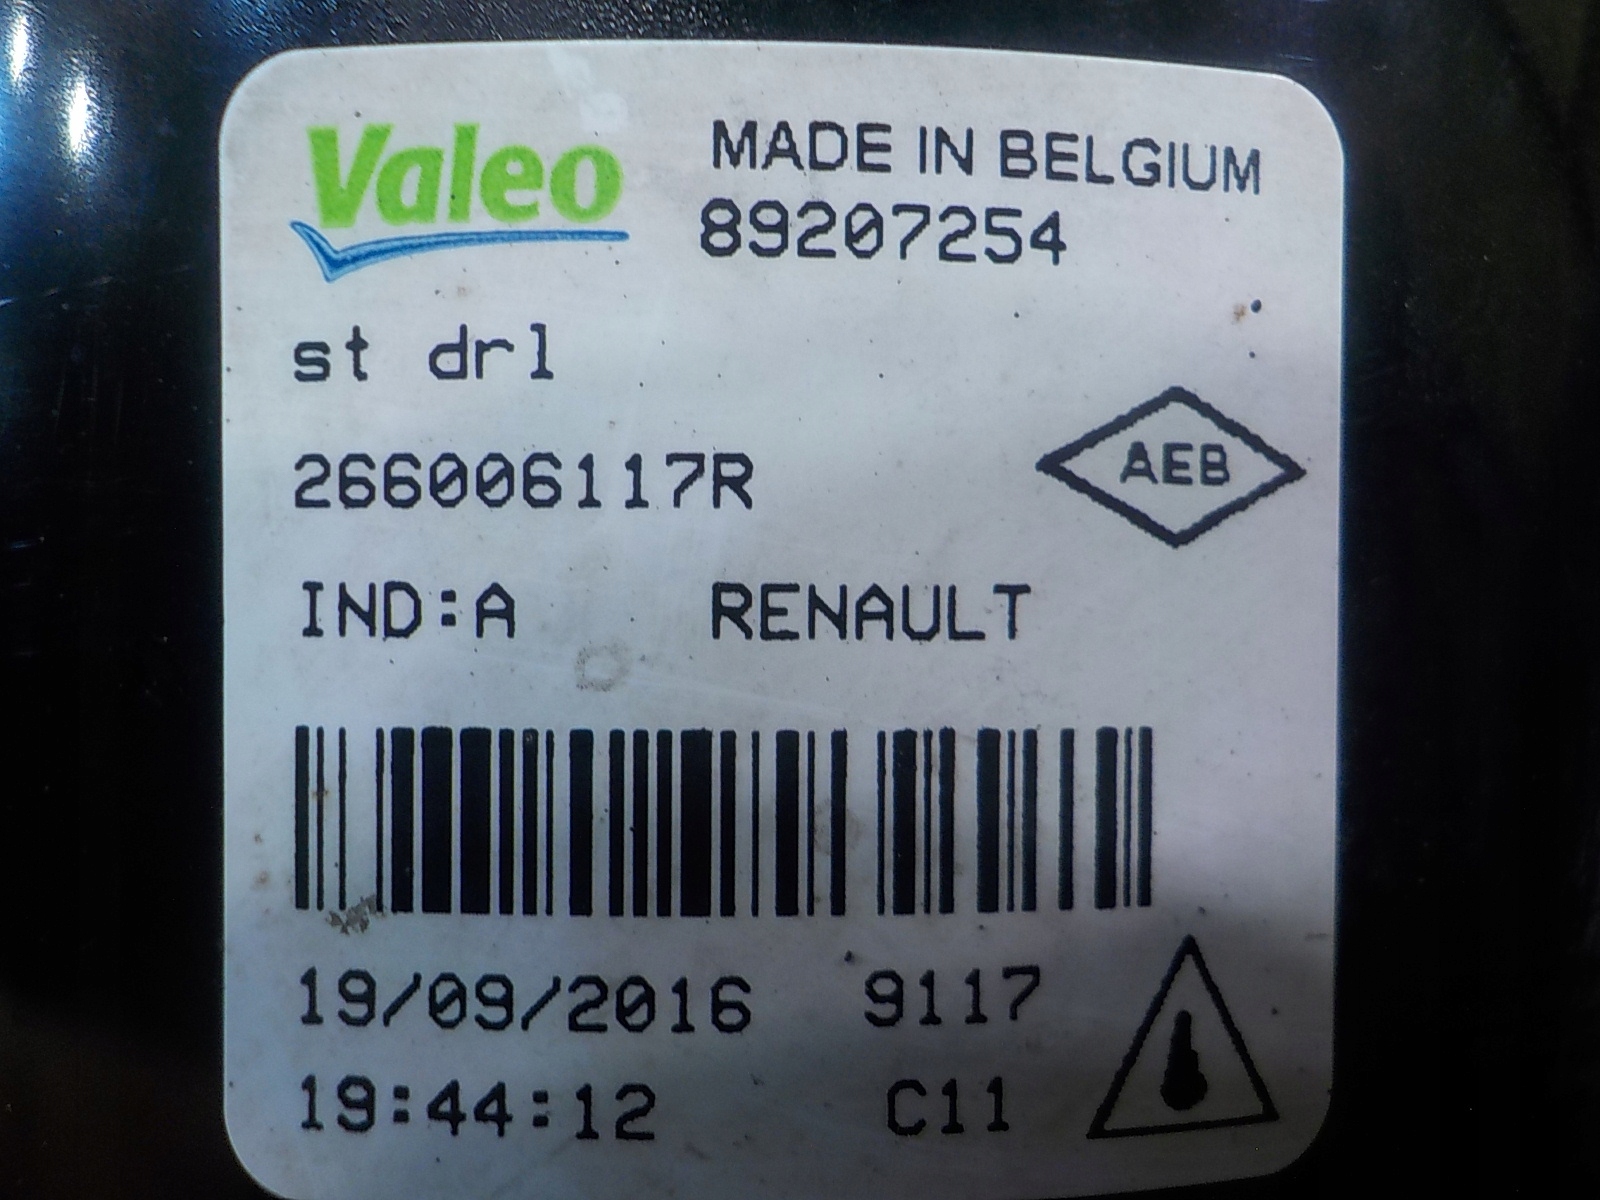 Valeo
MADE IN BELGIUM
89207254
st drl
266006117R
AEB
IND:A RENAULT
19/09/2016 9117
19:44:12 C11